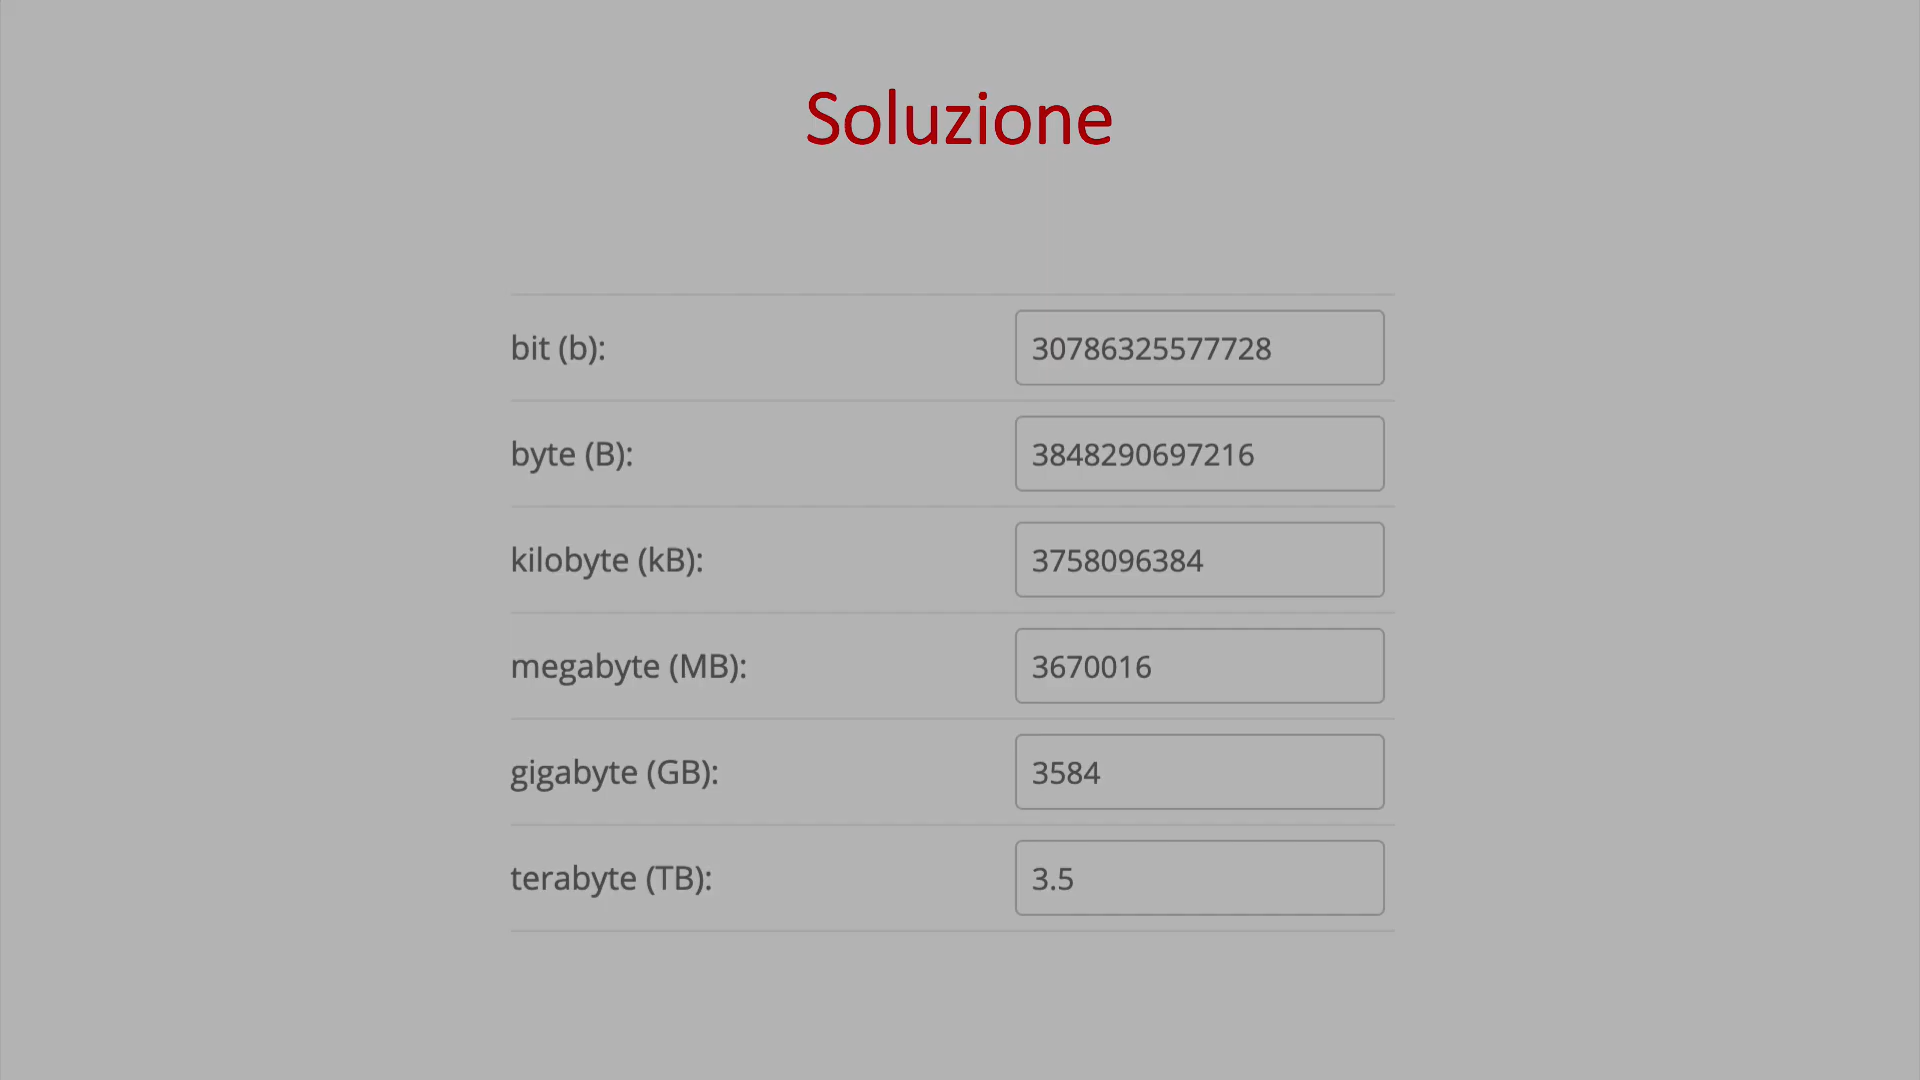 Soluzione
bit (b): 30786325577728
byte (B): 3848290697216
kilobyte (kB): 3758096384
megabyte (MB): 3670016
gigabyte (GB): 3584
terabyte (TB): 3.5